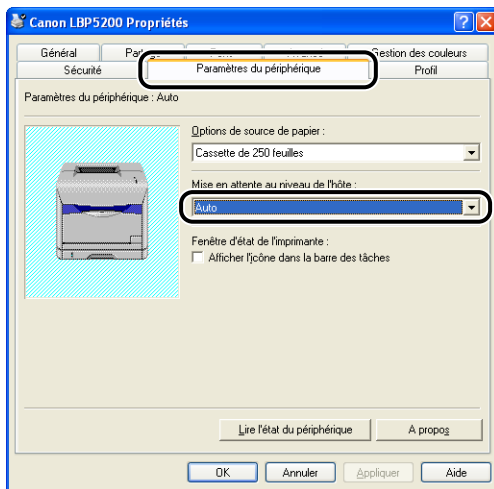 Canon LBP5200 Propriétés
Général Gestion des couleurs
Sécurité Paramètres du périphérique Profil
Paramètres du périphérique : Auto
Options de source de papier :
Cassette de 250 feuilles
Mise en attente au niveau de l'hôte :
Auto
Fenêtre d'état de l'imprimante :
Afficher l'icône dans la barre des tâches
Lire l'état du périphérique A propos
OK Annuler Appliquer Aide